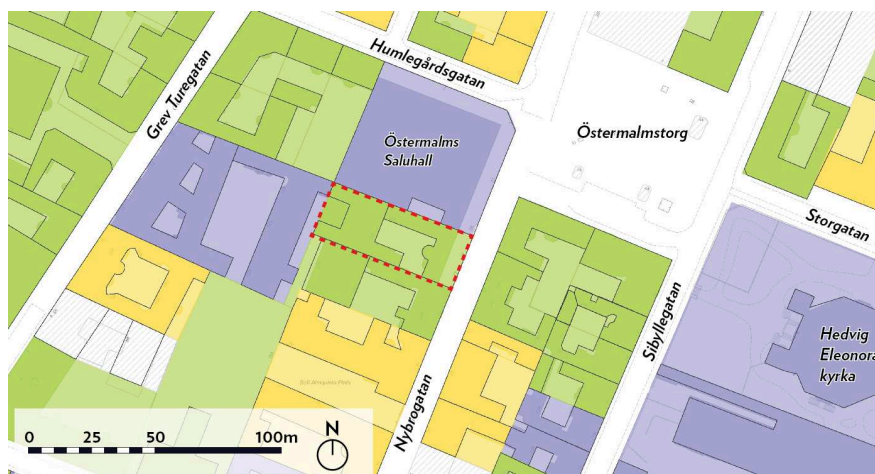 Humlegårdsgatan
Grev Turegatan
Östermalms
Saluhall
Östermalmstorg
Storgatan
Sibyllegatan
Hedvig
Eleonora
kyrka
Nybrogatan
0 25 50 100m
N